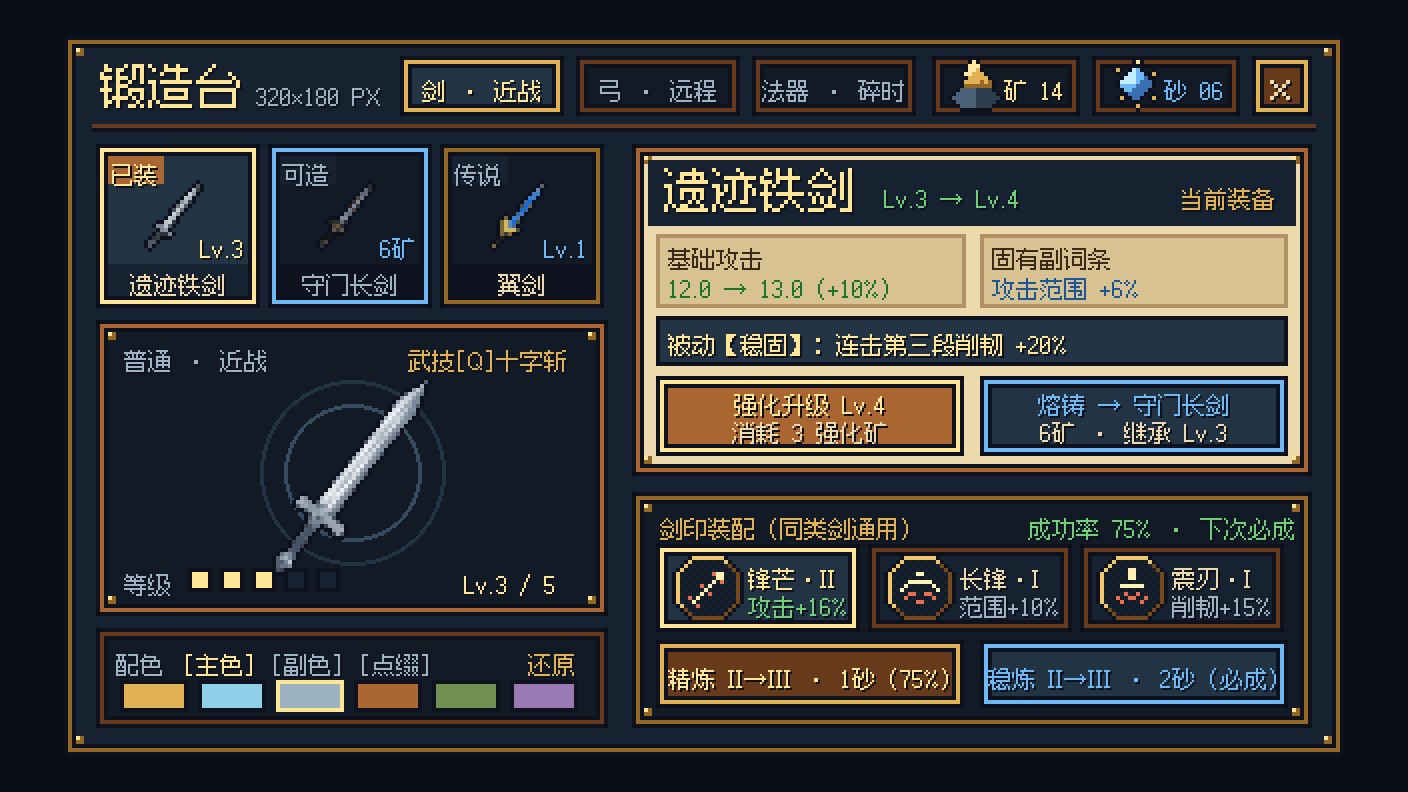 锻造台 320×180 PX
剑 · 近战
弓 · 远程
法器 · 碎时
矿 14
砂 06
×
已装
Lv.3
遗迹铁剑
可造
6矿
守门长剑
传说
Lv.1
翼剑
普通 · 近战
武技[Q]十字斩
等级
Lv.3 / 5
配色 [主色] [副色] [点缀]
还原
遗迹铁剑 Lv.3 → Lv.4
当前装备
基础攻击
12.0 → 13.0 (+10%)
固有副词条
攻击范围 +6%
被动【稳固】: 连击第三段削韧 +20%
强化升级 Lv.4
消耗 3 强化矿
熔铸 → 守门长剑
6矿 · 继承 Lv.3
剑印装配 (同类剑通用)
成功率 75% · 下次必成
锋芒·II
攻击+16%
长锋·I
范围+10%
震刃·I
削韧+15%
精炼 II→III · 1砂 (75%)
稳炼 II→III · 2砂 (必成)